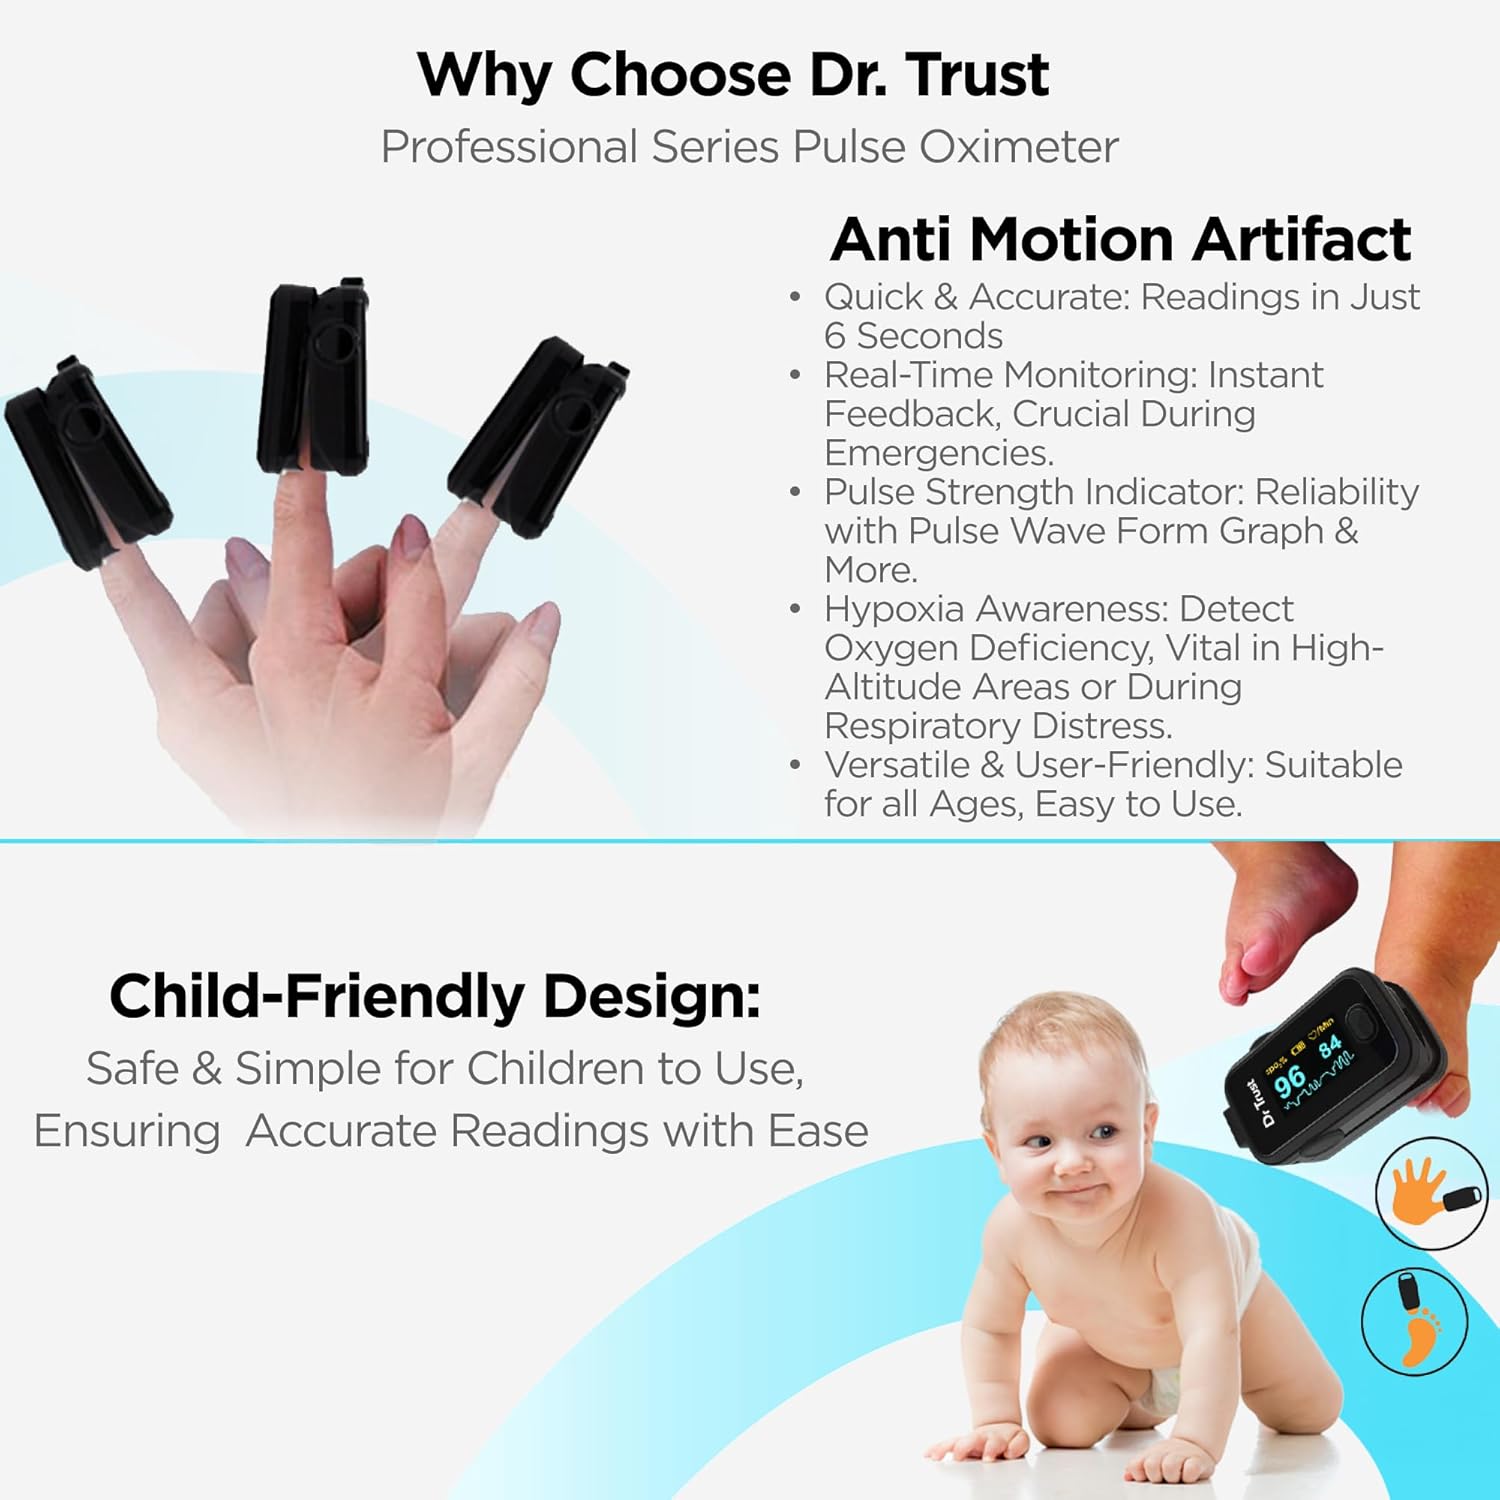 Why Choose Dr. Trust
Professional Series Pulse Oximeter
Anti Motion Artifact
• Quick & Accurate: Readings in Just
6 Seconds
• Real-Time Monitoring: Instant
Feedback, Crucial During
Emergencies.
• Pulse Strength Indicator: Reliability
with Pulse Wave Form Graph &
More.
• Hypoxia Awareness: Detect
Oxygen Deficiency, Vital in High-
Altitude Areas or During
Respiratory Distress.
• Versatile & User-Friendly: Suitable
for all Ages, Easy to Use.
Child-Friendly Design:
Safe & Simple for Children to Use,
Ensuring Accurate Readings with Ease
Dr Trust
SpO₂%
/Min
96
84